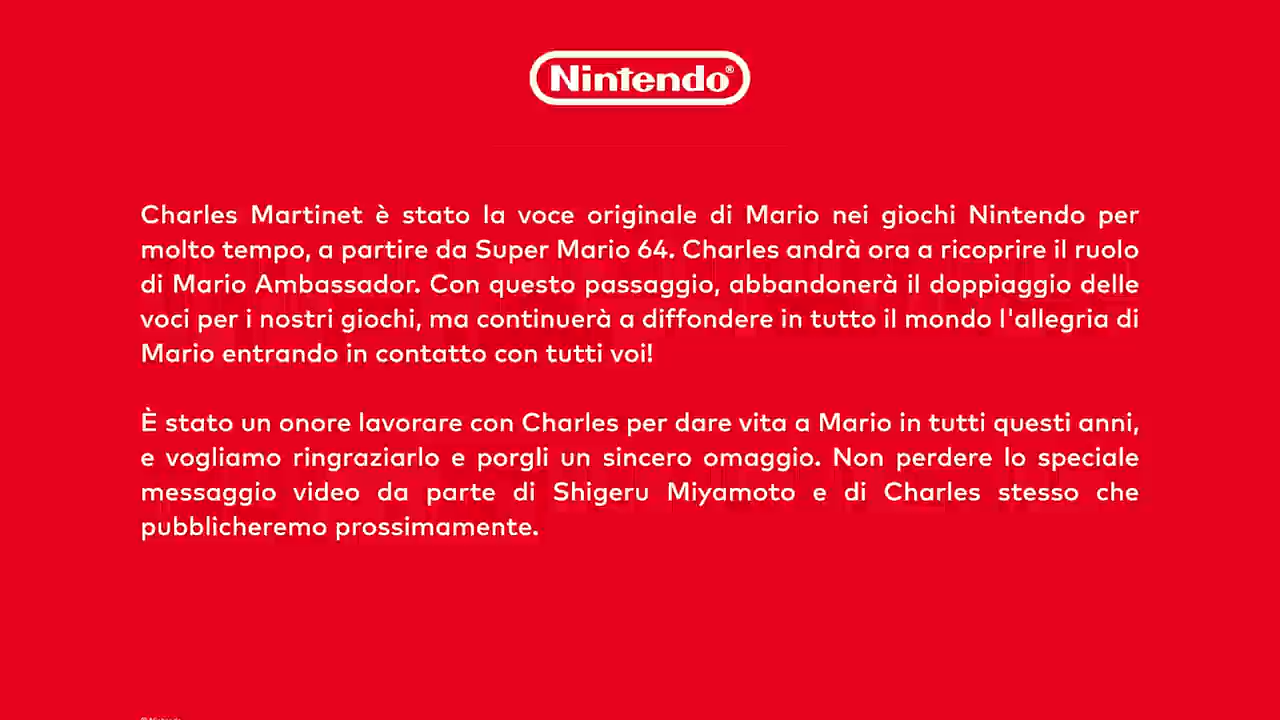 Nintendo®
Charles Martinet è stato la voce originale di Mario nei giochi Nintendo per
molto tempo, a partire da Super Mario 64. Charles andrà ora a ricoprire il ruolo
di Mario Ambassador. Con questo passaggio, abbandonerà il doppiaggio delle
voci per i nostri giochi, ma continuerà a diffondere in tutto il mondo l'allegria di
Mario entrando in contatto con tutti voi!
È stato un onore lavorare con Charles per dare vita a Mario in tutti questi anni,
e vogliamo ringraziarlo e porgli un sincero omaggio. Non perdere lo speciale
messaggio video da parte di Shigeru Miyamoto e di Charles stesso che
pubblicheremo prossimamente.